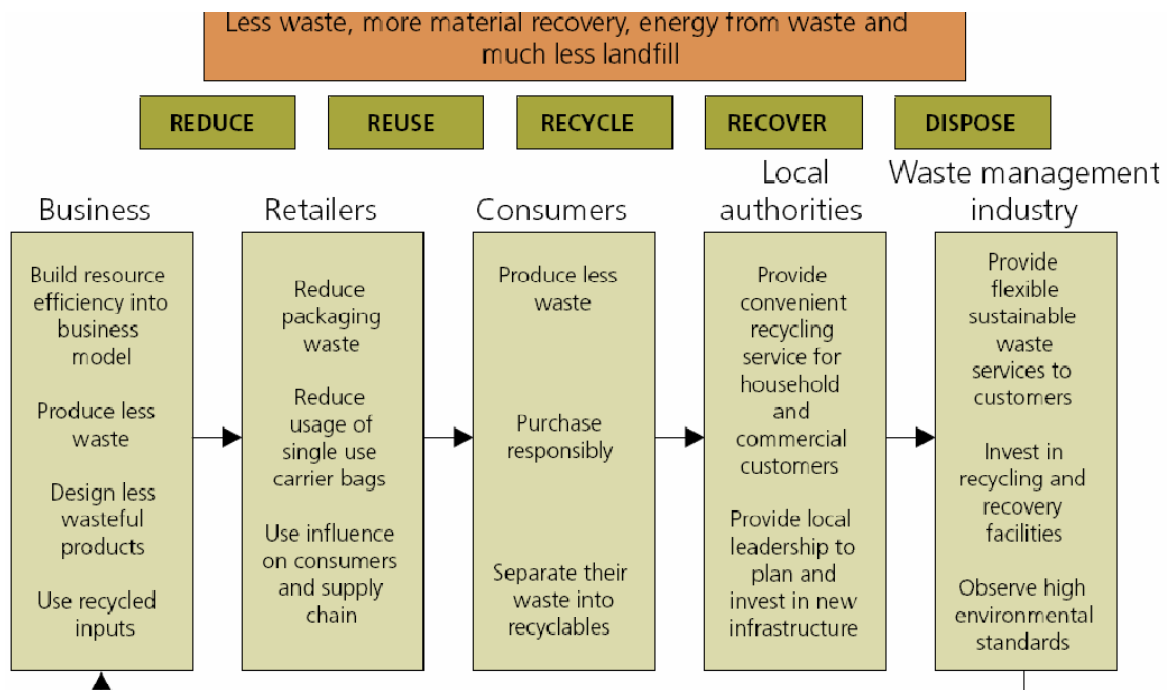 Less waste, more material recovery, energy from waste and
much less landfill
REDUCE
REUSE
RECYCLE
RECOVER
DISPOSE
Business
Build resource
efficiency into
business
model
Produce less
waste
Design less
wasteful
products
Use recycled
inputs
Retailers
Reduce
packaging
waste
Reduce
usage of
single use
carrier bags
Use influence
on consumers
and supply
chain
Consumers
Produce less
waste
Purchase
responsibly
Separate their
waste into
recyclables
Local
authorities
Provide
convenient
recycling
service for
household
and
commercial
customers
Provide local
leadership to
plan and
invest in new
infrastructure
Waste management
industry
Provide
flexible
sustainable
waste
services to
customers
Invest in
recycling and
recovery
facilities
Observe high
environmental
standards